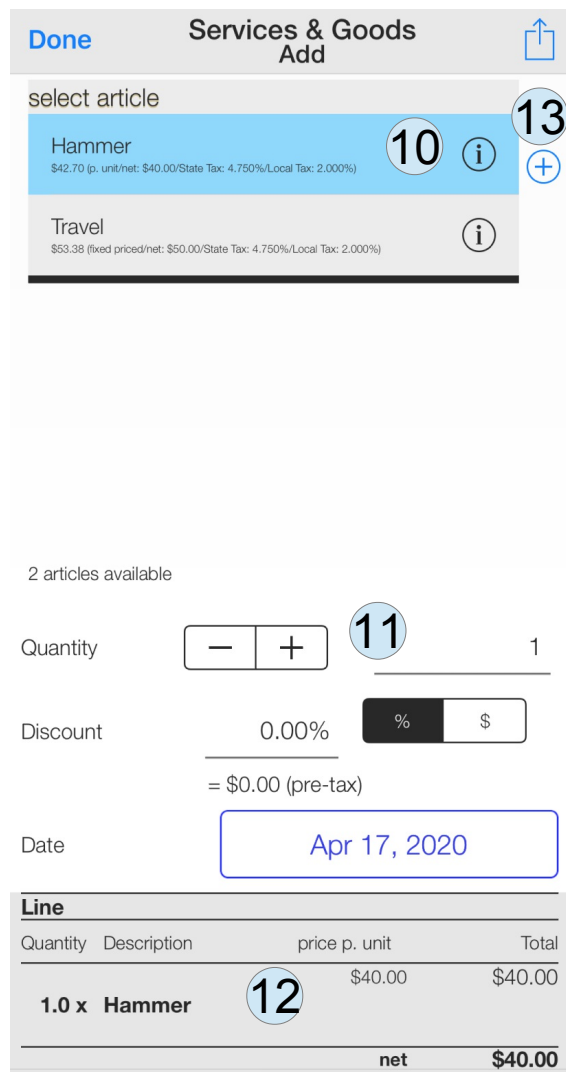 Done
Services & Goods
Add
select article
13
Hammer
10
i
+
$42.70 (p. unit/net: $40.00/State Tax: 4.750%/Local Tax: 2.000%)
Travel
i
$53.38 (fixed priced/net: $50.00/State Tax: 4.750%/Local Tax: 2.000%)
2 articles available
Quantity − + 11 1
Discount 0.00% % $
= $0.00 (pre-tax)
Date Apr 17, 2020
Line
Quantity Description price p. unit Total
$40.00 $40.00
1.0 x Hammer 12
net $40.00